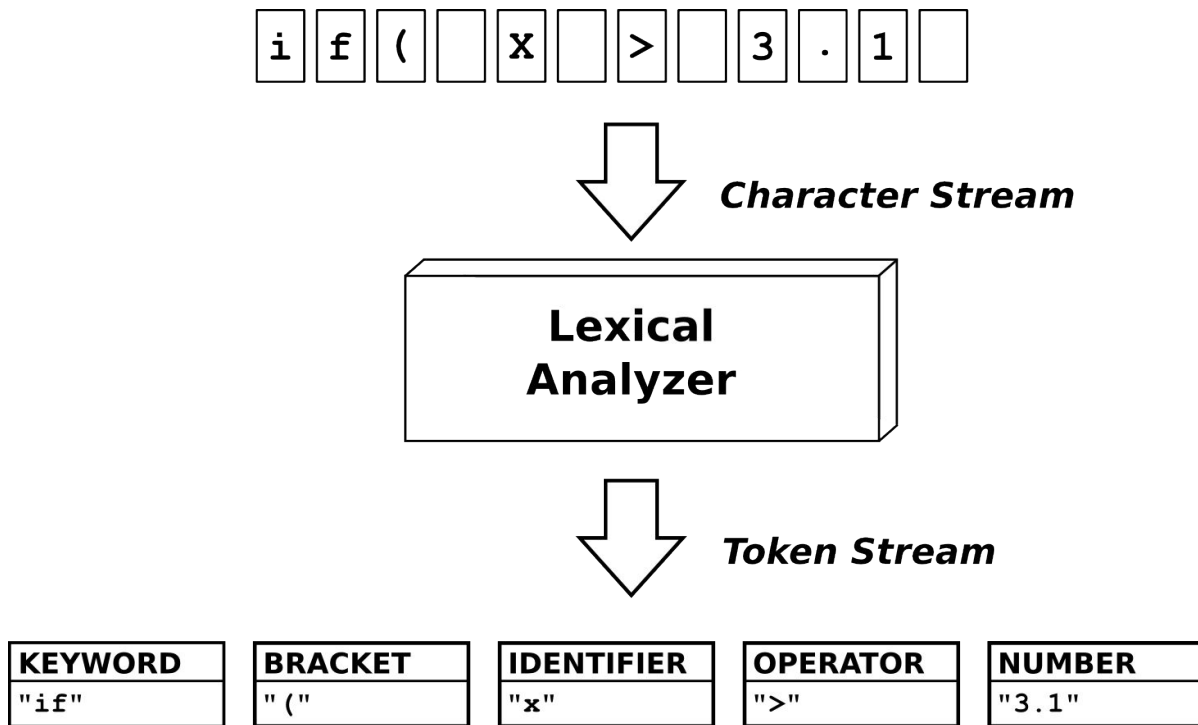 i f ( X > 3 . 1
Character Stream
Lexical
Analyzer
Token Stream
KEYWORD BRACKET IDENTIFIER OPERATOR NUMBER
"if" "(" "x" ">" "3.1"